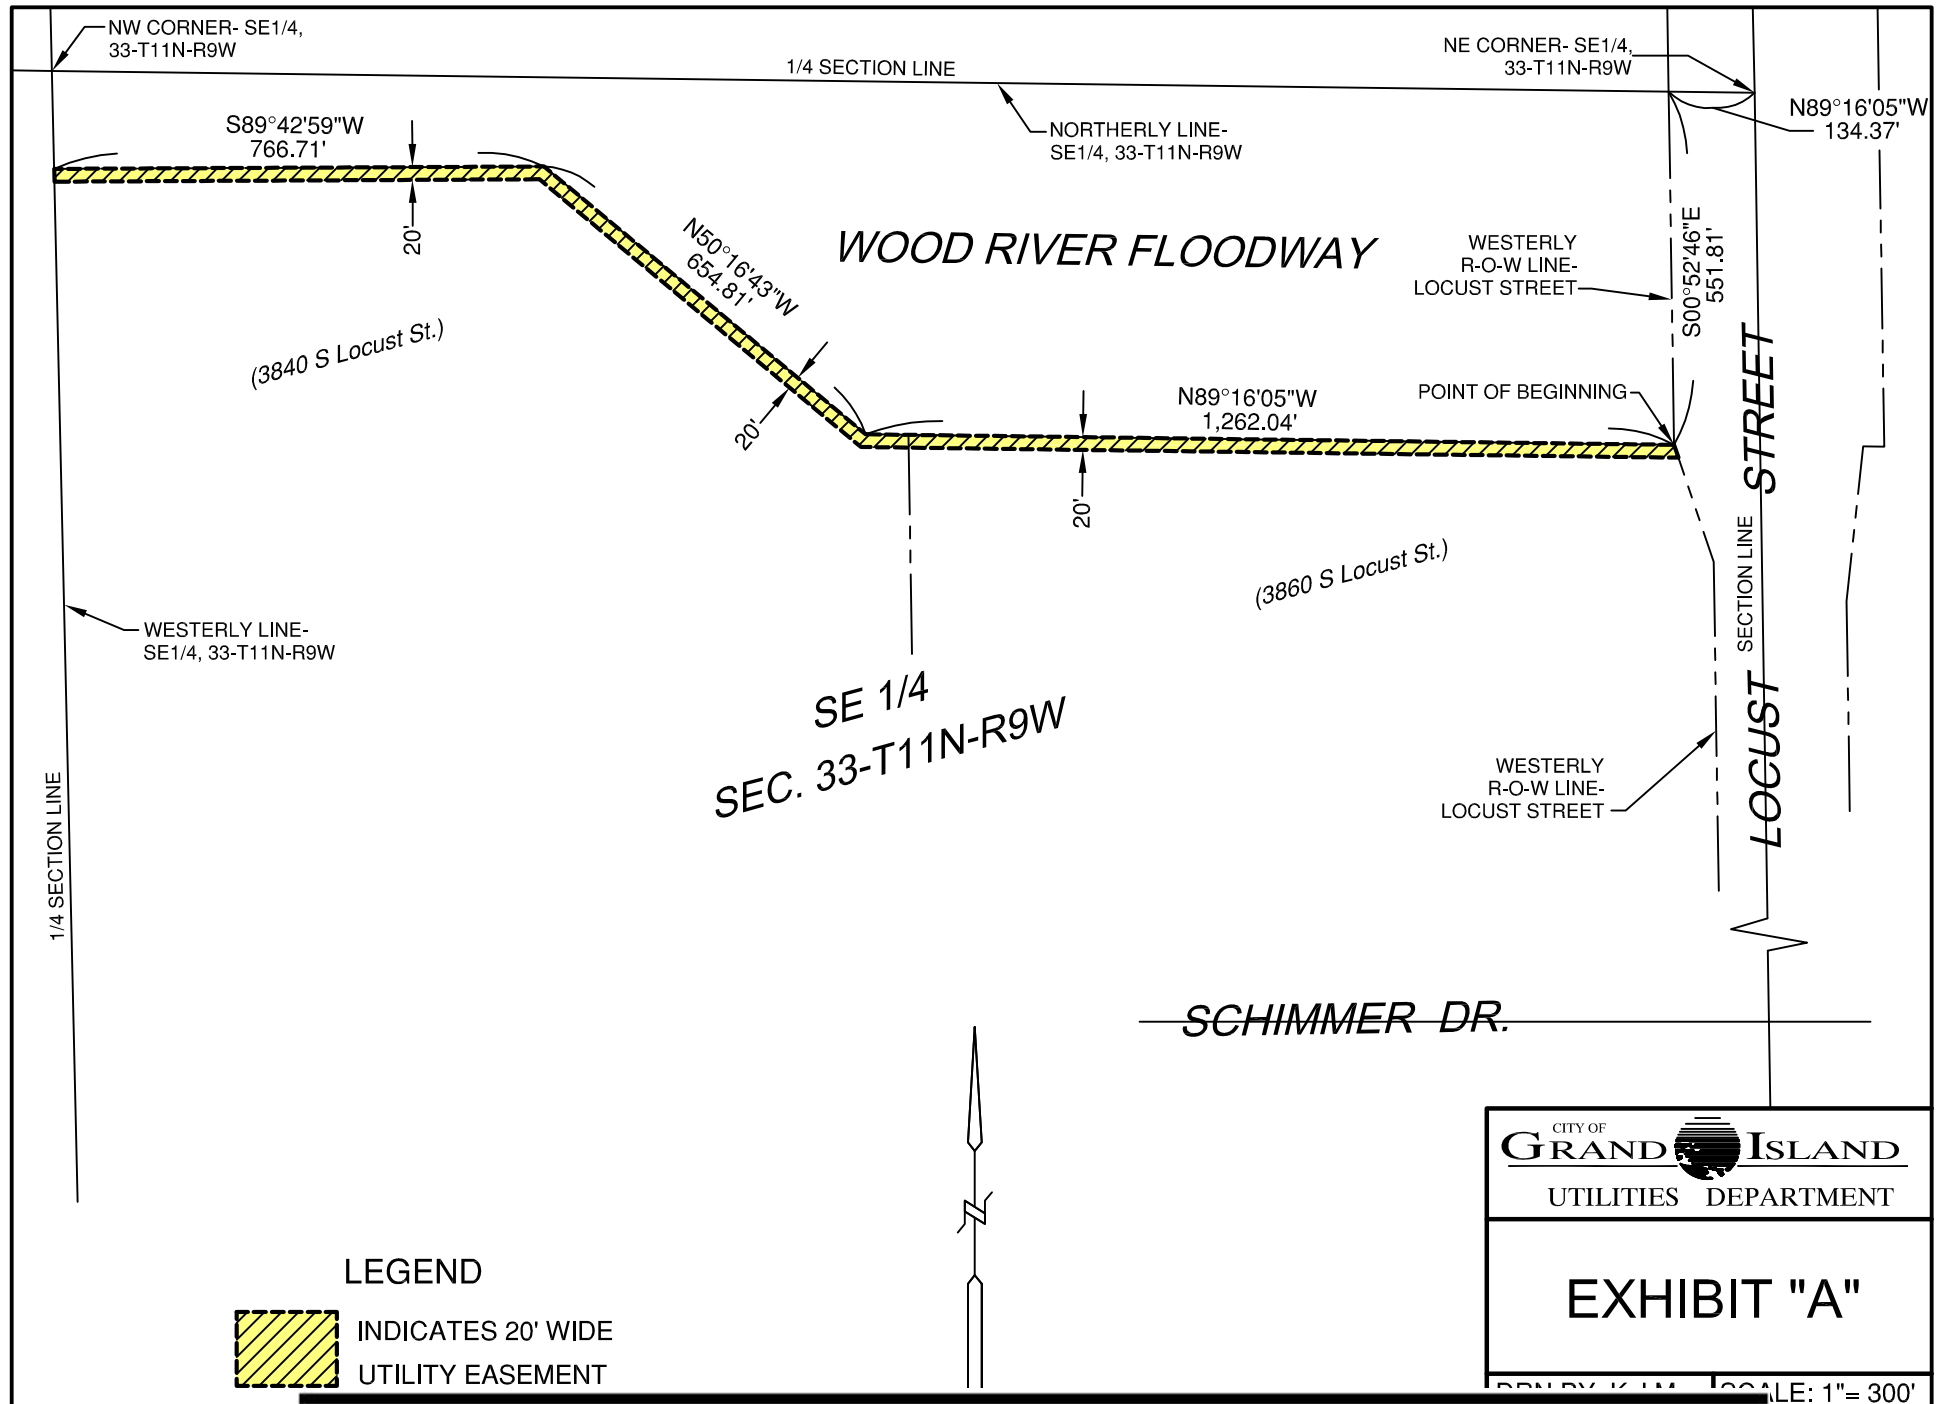 NW CORNER- SE1/4,
33-T11N-R9W
1/4 SECTION LINE
NE CORNER- SE1/4,
33-T11N-R9W
N89°16'05"W
134.37'
NORTHERLY LINE-
SE1/4, 33-T11N-R9W
S89°42'59"W
766.71'
20'
N50°16'43"W
654.81'
20'
WOOD RIVER FLOODWAY
WESTERLY
R-O-W LINE-
LOCUST STREET
S00°52'46"E
551.81'
(3840 S Locust St.)
N89°16'05"W
1,262.04'
POINT OF BEGINNING
20'
LOCUST STREET
SECTION LINE
(3860 S Locust St.)
WESTERLY LINE-
SE1/4, 33-T11N-R9W
SE 1/4
SEC. 33-T11N-R9W
WESTERLY
R-O-W LINE-
LOCUST STREET
1/4 SECTION LINE
SCHIMMER DR.
CITY OF
GRAND ISLAND
UTILITIES DEPARTMENT
EXHIBIT "A"
LEGEND
INDICATES 20' WIDE
UTILITY EASEMENT
SCALE: 1"= 300'